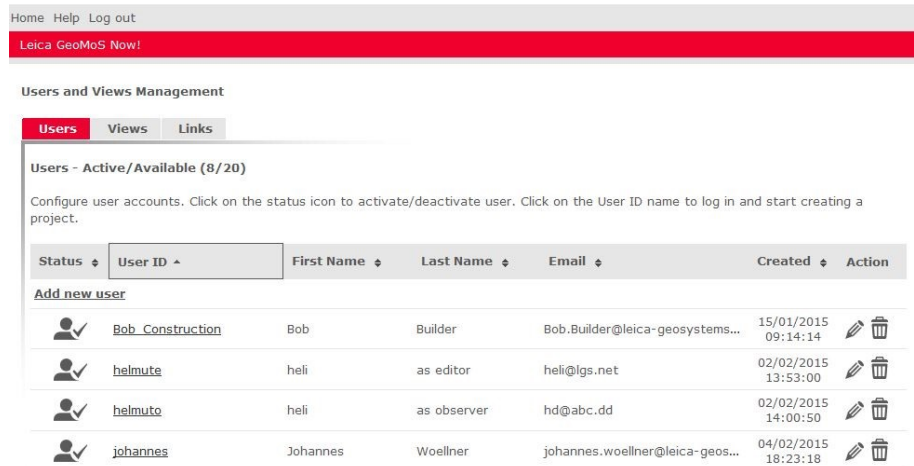 Home Help Log out
Leica GeoMoS Now!
Users and Views Management
Users Views Links
Users - Active/Available (8/20)
Configure user accounts. Click on the status icon to activate/deactivate user. Click on the User ID name to log in and start creating a
project.
Status User ID First Name Last Name Email Created Action
Add new user
Bob_Construction Bob Builder Bob.Builder@leica-geosystems... 15/01/2015 09:14:14
helmute heli as editor heli@lgs.net 02/02/2015 13:53:00
helmuto heli as observer hd@abc.dd 02/02/2015 14:00:50
johannes Johannes Woellner johannes.woellner@leica-geos... 04/02/2015 18:23:18